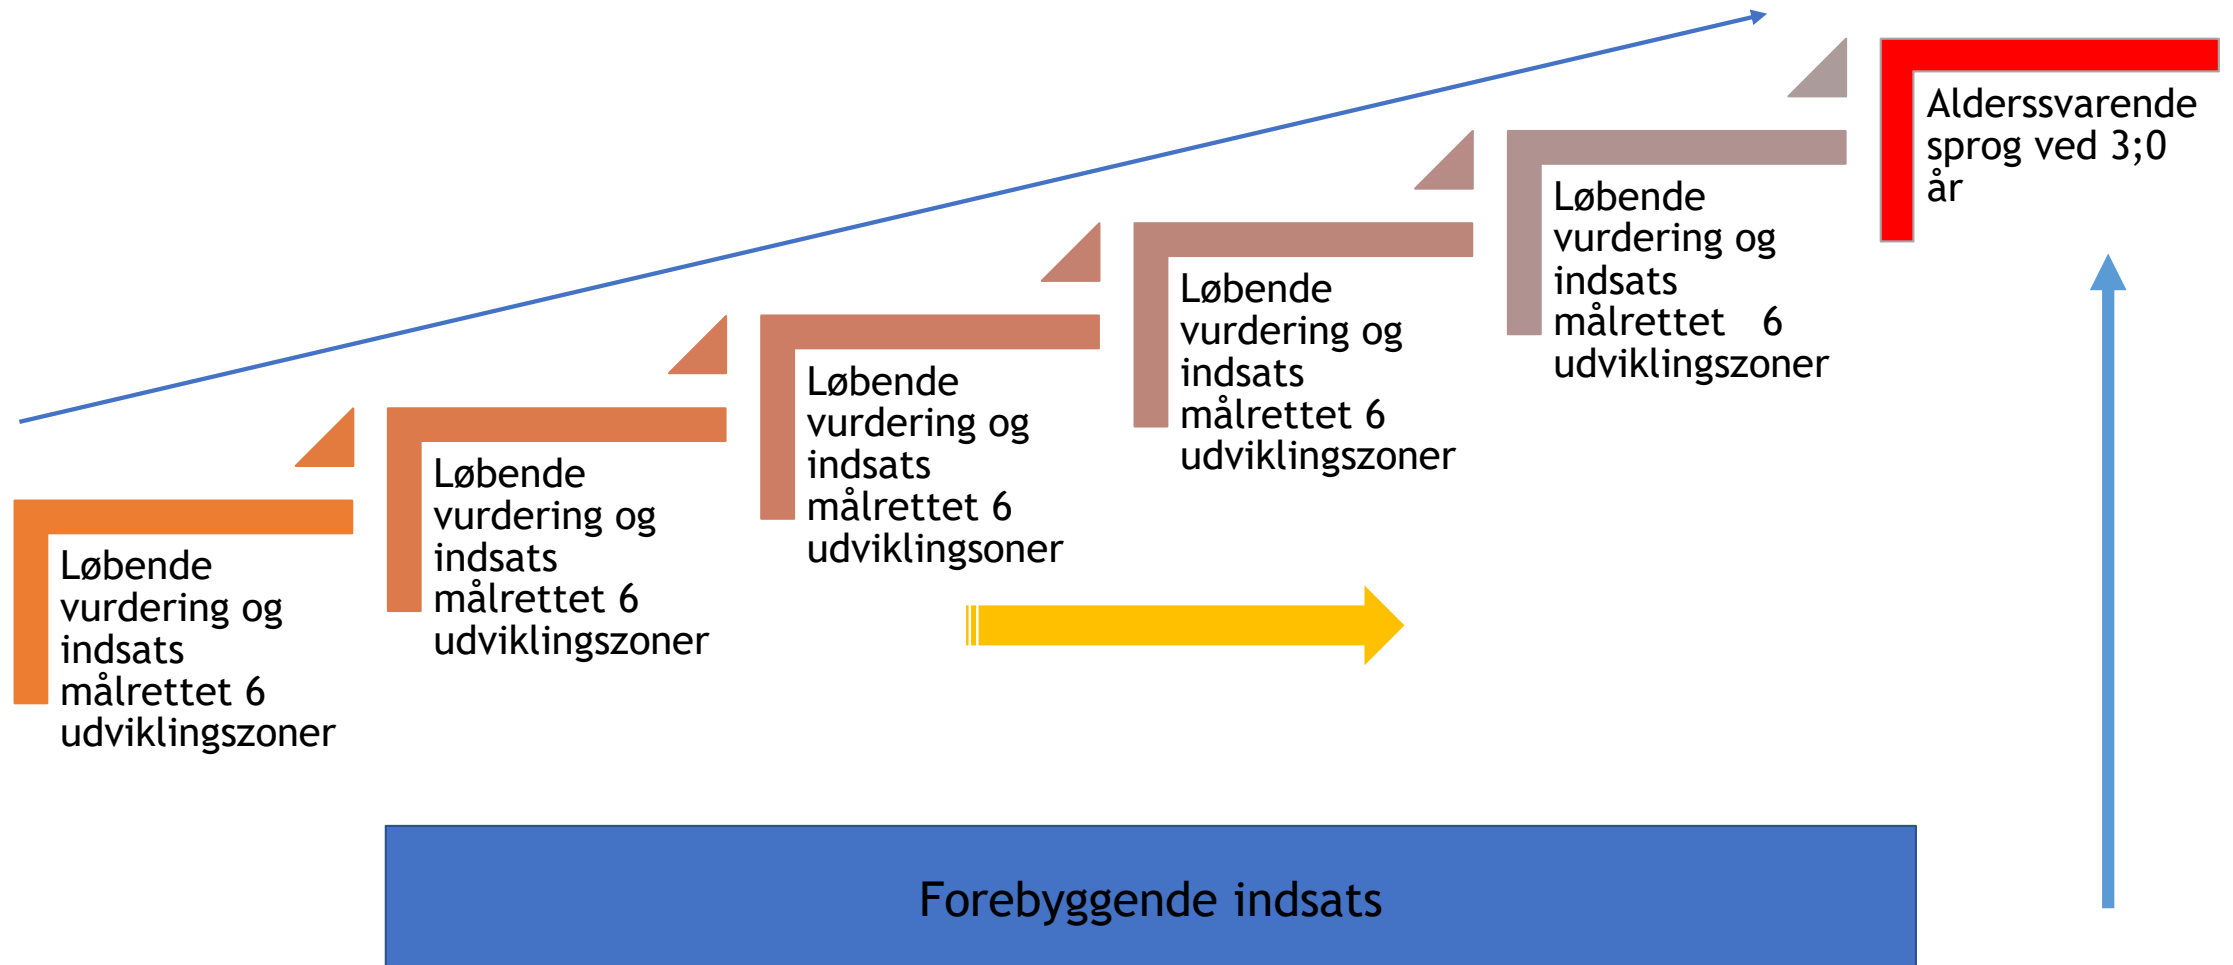 Løbende
vurdering og
indsats
målrettet 6
udviklingszoner
Løbende
vurdering og
indsats
målrettet 6
udviklingszoner
Løbende
vurdering og
indsats
målrettet 6
udviklingsoner
Løbende
vurdering og
indsats
målrettet 6
udviklingszoner
Løbende
vurdering og
indsats
målrettet 6
udviklingszoner
Alderssvarende
sprog ved 3;0
år
Forebyggende indsats